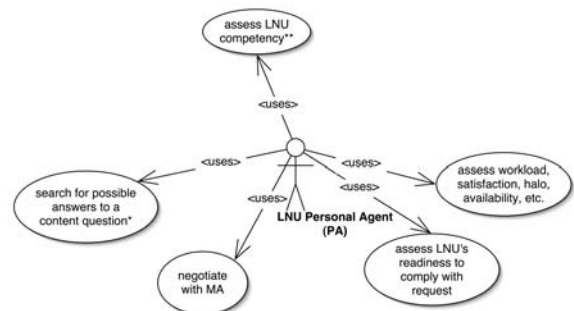 assess LNU
competency**
<uses>
<uses>
<uses>
<uses>
<uses>
search for possible
answers to a
content question*
assess workload,
satisfaction, halo,
availability, etc.
LNU Personal Agent
(PA)
negotiate
with MA
assess LNU's
readiness to
comply with
request